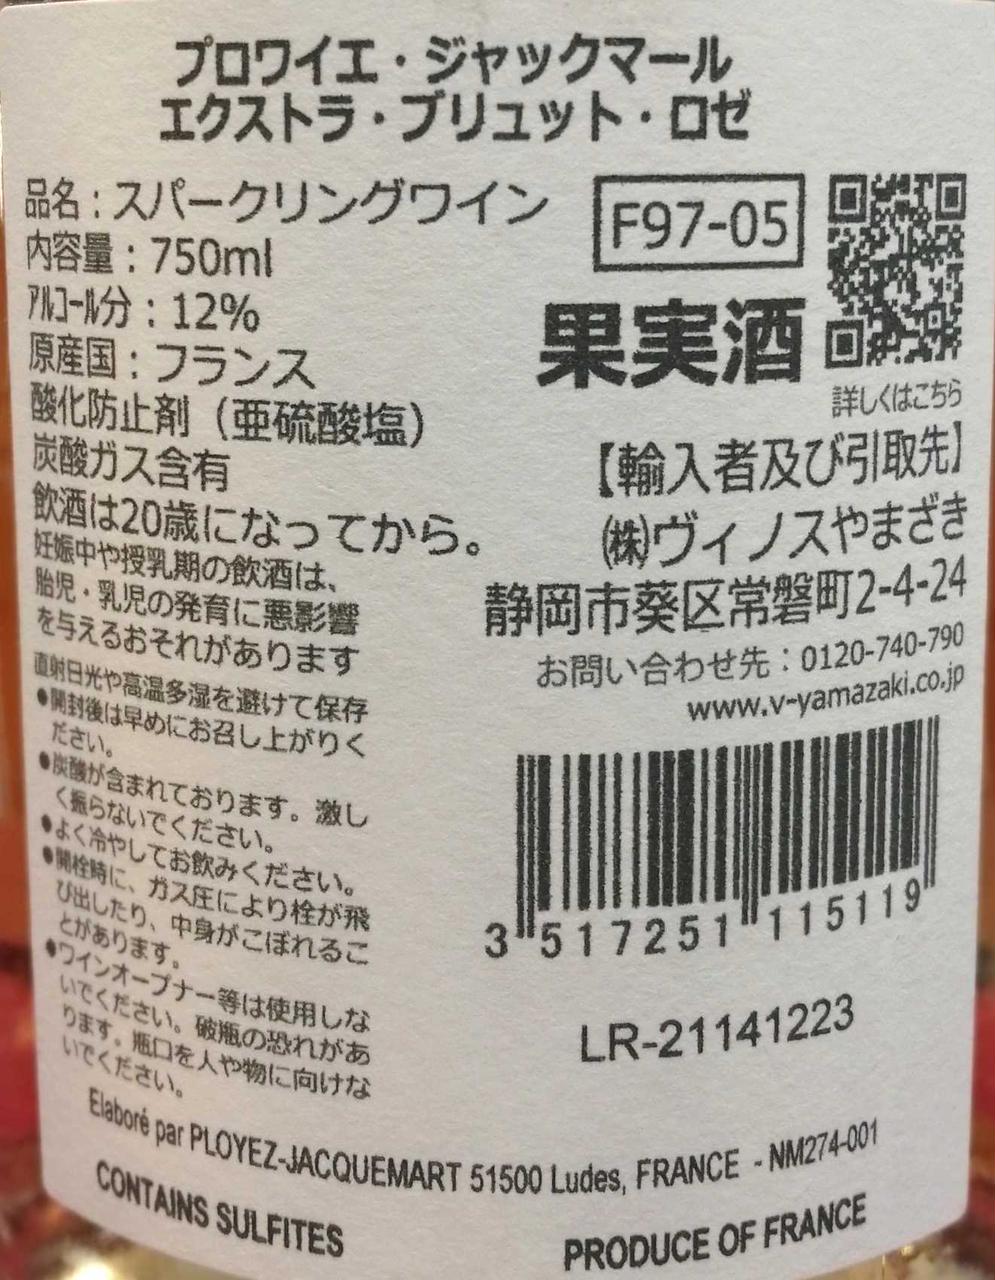 プロワイエ・ジャックマール
エクストラ・ブリュット・ロゼ
品名：スパークリングワイン
内容量：750ml
アルコール分：12%
原産国：フランス
酸化防止剤（亜硫酸塩）
炭酸ガス含有
飲酒は20歳になってから。
妊娠中や授乳期の飲酒は、
胎児・乳児の発育に悪影響
を与えるおそれがあります
直射日光や高温多湿を避けて保存
●開封後は早めにお召し上がりく
ださい。
●炭酸が含まれております。激し
く振らないでください。
●よく冷やしてお飲みください。
●開栓時に、ガス圧により栓が飛
び出したり、中身がこぼれるこ
とがあります。
●ワインオープナー等は使用しな
いでください。破瓶の恐れがあ
ります。瓶口を人や物に向けな
いでください。
F97-05
果実酒
詳しくはこちら
【輸入者及び引取先】
㈱ヴィノスやまざき
静岡市葵区常磐町2-4-24
お問い合わせ先：0120-740-790
www.v-yamazaki.co.jp
3 517251 115119
LR-21141223
Elaboré par PLOYEZ-JACQUEMART 51500 Ludes, FRANCE - NM274-001
CONTAINS SULFITES
PRODUCE OF FRANCE